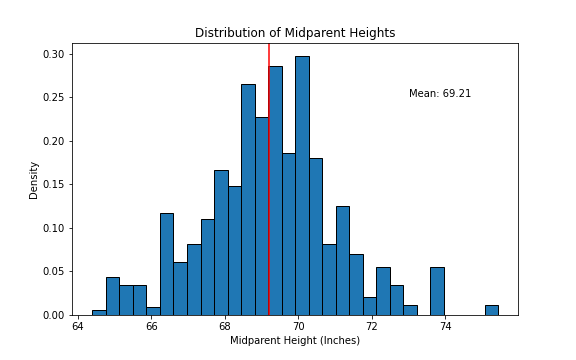 Distribution of Midparent Heights
0.30
0.25
0.20
0.15
0.10
0.05
0.00
Density
Mean: 69.21
64 66 68 70 72 74
Midparent Height (Inches)